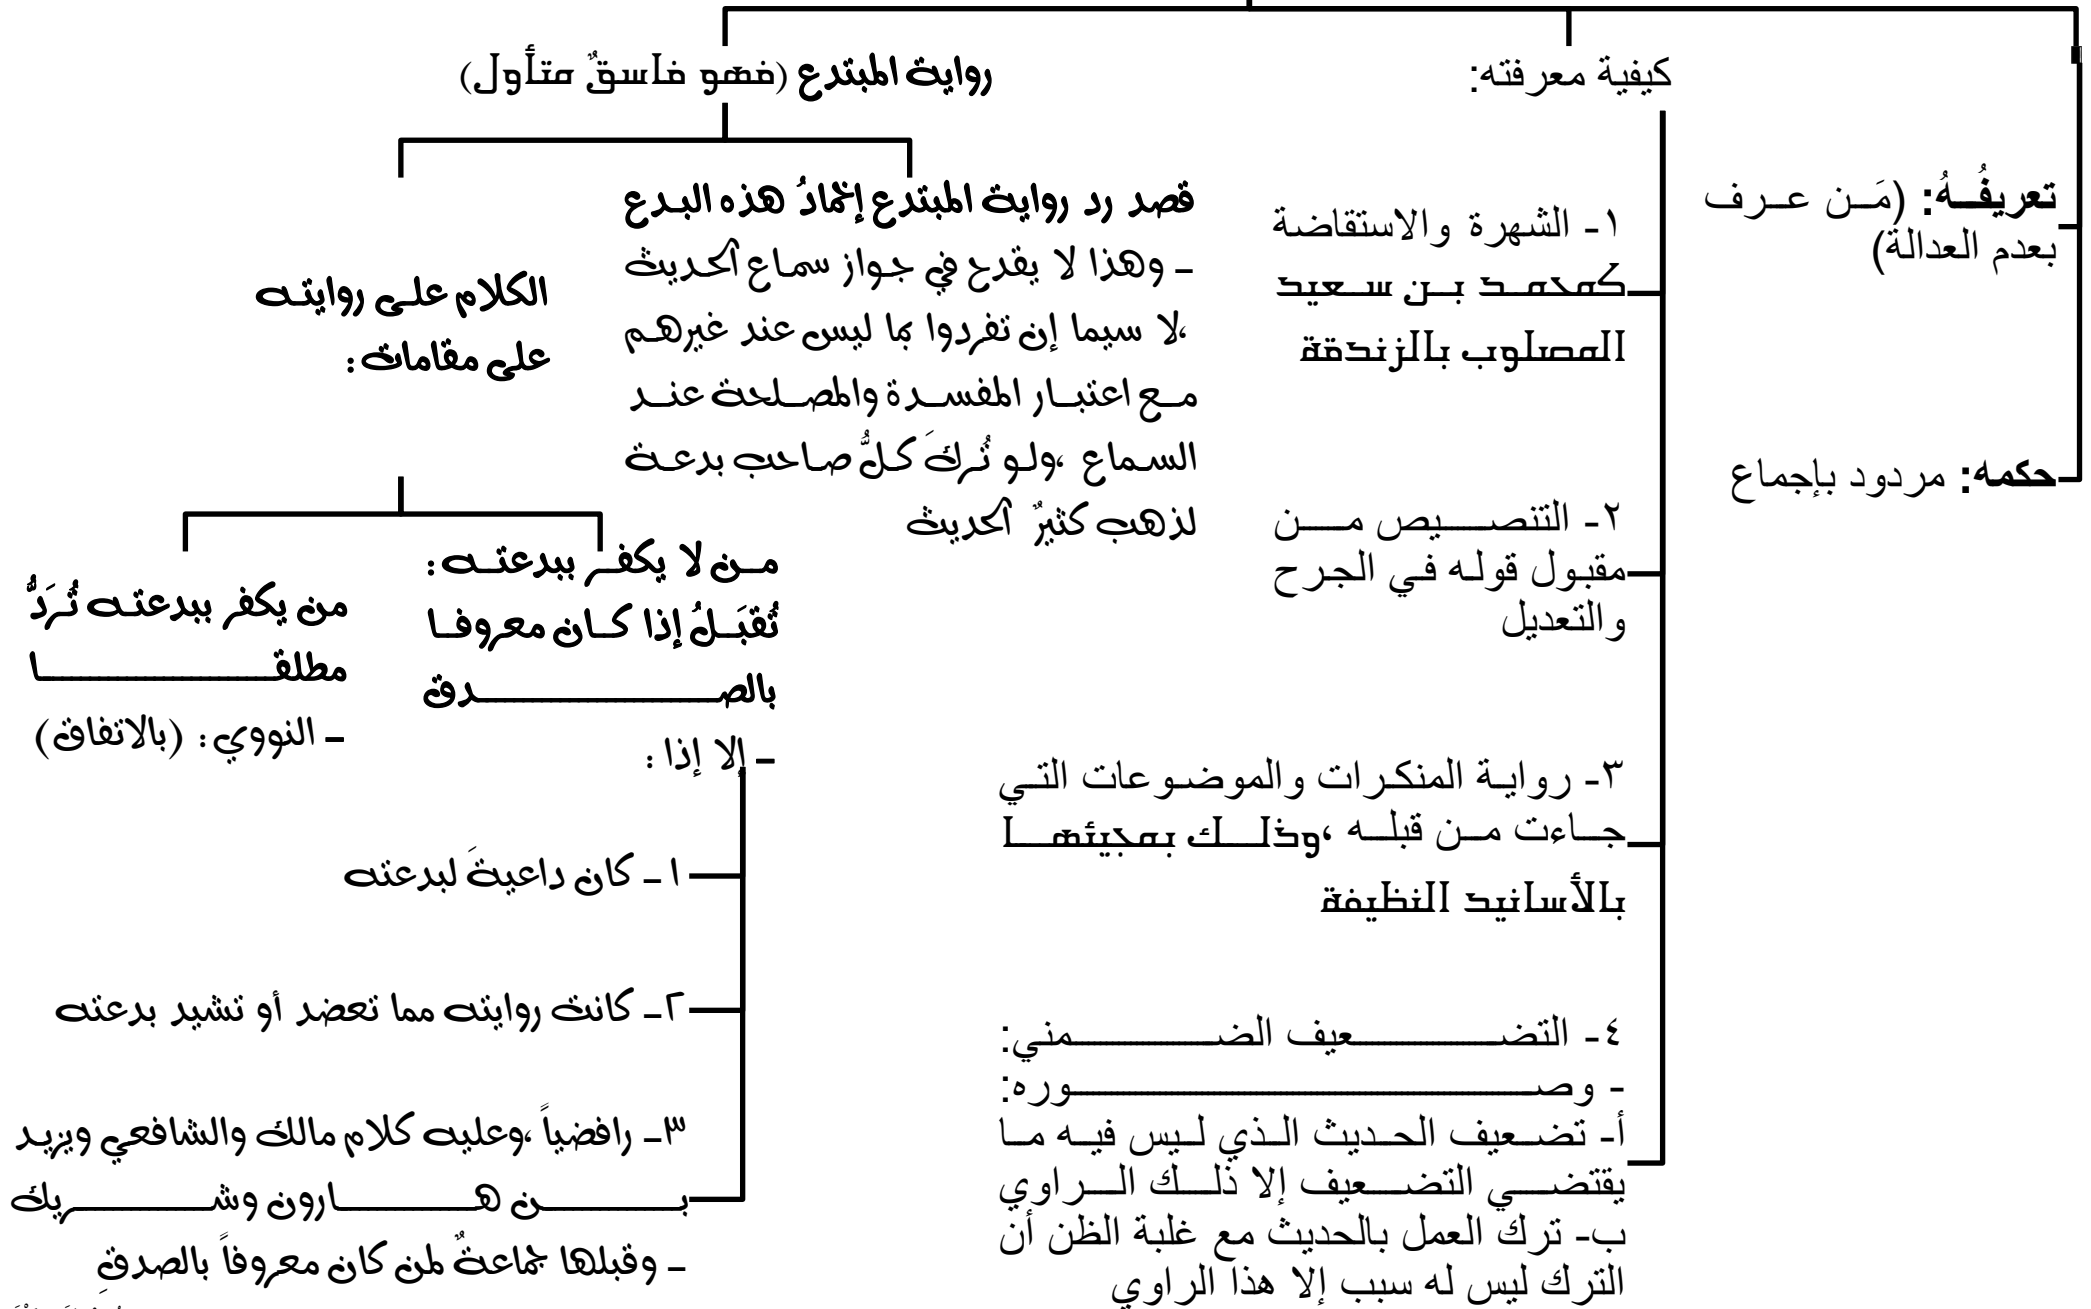 تعريفُهُ: (مَن عرف
بعدم العدالة)
حكمه: مردود بإجماع
كيفية معرفته:
١- الشهرة والاستقاضة
كمحمد بن سعيد
المصلوب بالزندقة
٢- التنصيص من
مقبول قوله في الجرح
والتعديل
٣- رواية المنكرات والموضوعات التي
جاءت من قبله ،وذلك بمجيئها
بالأسانيد النظيفة
٤- التضعيف الضمني:
- وصوره:
أ- تضعيف الحديث الذي ليس فيه ما
يقتضي التضعيف إلا ذلك الراوي
ب- ترك العمل بالحديث مع غلبة الظن أن
الترك ليس له سبب إلا هذا الراوي
رواية المبتدع (فهو فاسقٌ متأول)
قصد رد رواية المبتدع إخمادُ هذه البدع
- وهذا لا يقدح في جواز سماع الحديث
،لا سيما إن تفردوا بما ليس عند غيرهم
مع اعتبار المفسدة والمصلحة عند
السماع ،ولو تُركَ كلُّ صاحب بدعة
لذهب كثيرٌ الحديث
الكلام على روايته
على مقامات:
من لا يكفر ببدعته:
تُقبَلُ إذا كان معروفا
بالصدق
- إلا إذا:
١- كان داعيةَ لبدعته
٢- كانت روايته مما تعضد أو تشيد بدعته
٣- رافضياً ،وعليه كلام مالك والشافعي ويزيد
بن هارون وشريك
- وقبلها جماعةٌ لمن كان معروفاً بالصدقِ
من يكفر ببدعته تُرَدُّ
مطلقا
- النووي: (بالاتفاق)